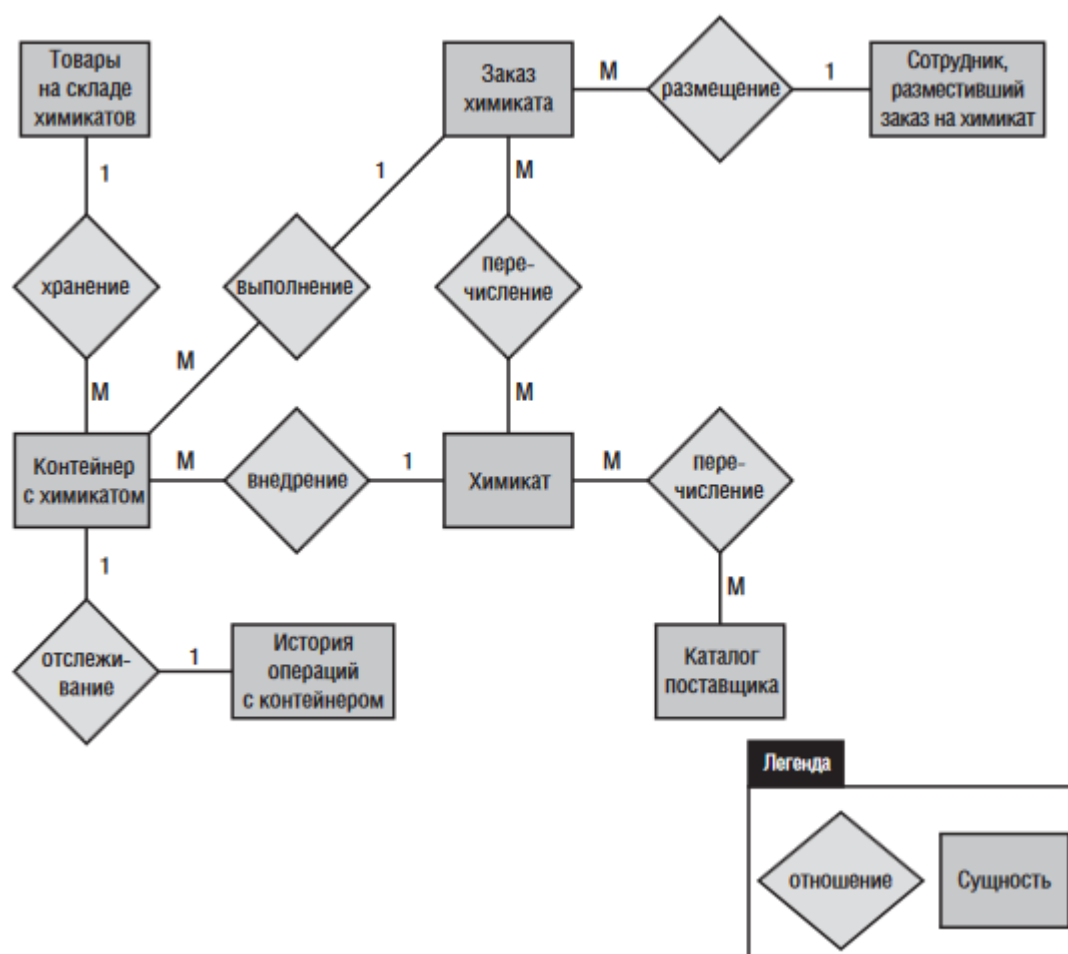 Товары
на складе
химикатов
Заказ
химиката
М
размещение
1
Сотрудник,
разместивший
заказ на химикат
1
1
М
хранение
выполнение
пере-
числение
М
М
М
Контейнер
с химикатом
М
внедрение
1
Химикат
М
пере-
числение
1
М
отслежи-
вание
1
История
операций
с контейнером
Каталог
поставщика
Легенда
отношение
Сущность